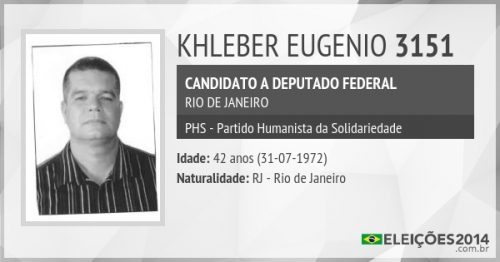 KHLEBER EUGENIO 3151
CANDIDATO A DEPUTADO FEDERAL
RIO DE JANEIRO
PHS - Partido Humanista da Solidariedade
Idade: 42 anos (31-07-1972)
Naturalidade: RJ - Rio de Janeiro
ELEIÇÕES2014
.com.br